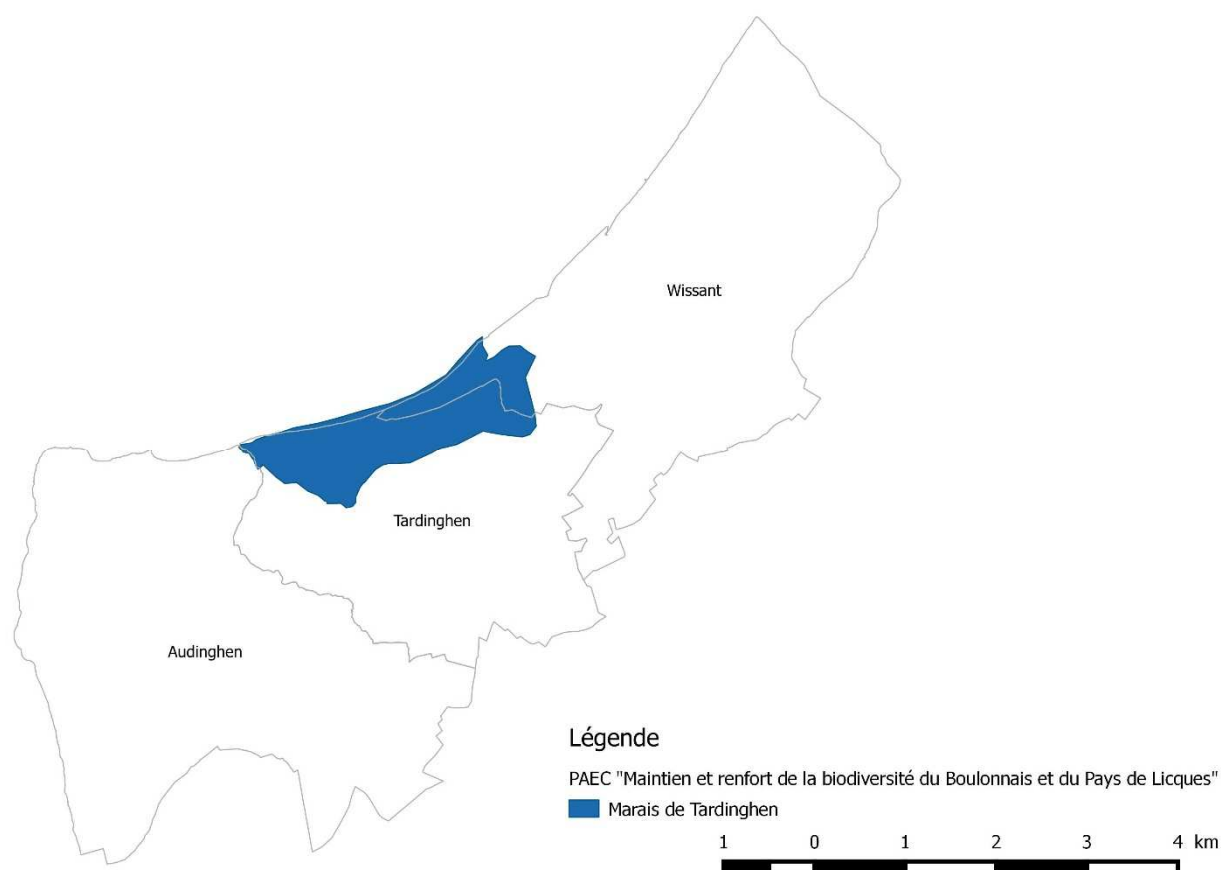 Wissant
Tardinghen
Audinghen
Légende
PAEC "Maintien et renfort de la biodiversité du Boulonnais et du Pays de Licques"
Marais de Tardinghen
1 0 1 2 3 4 km